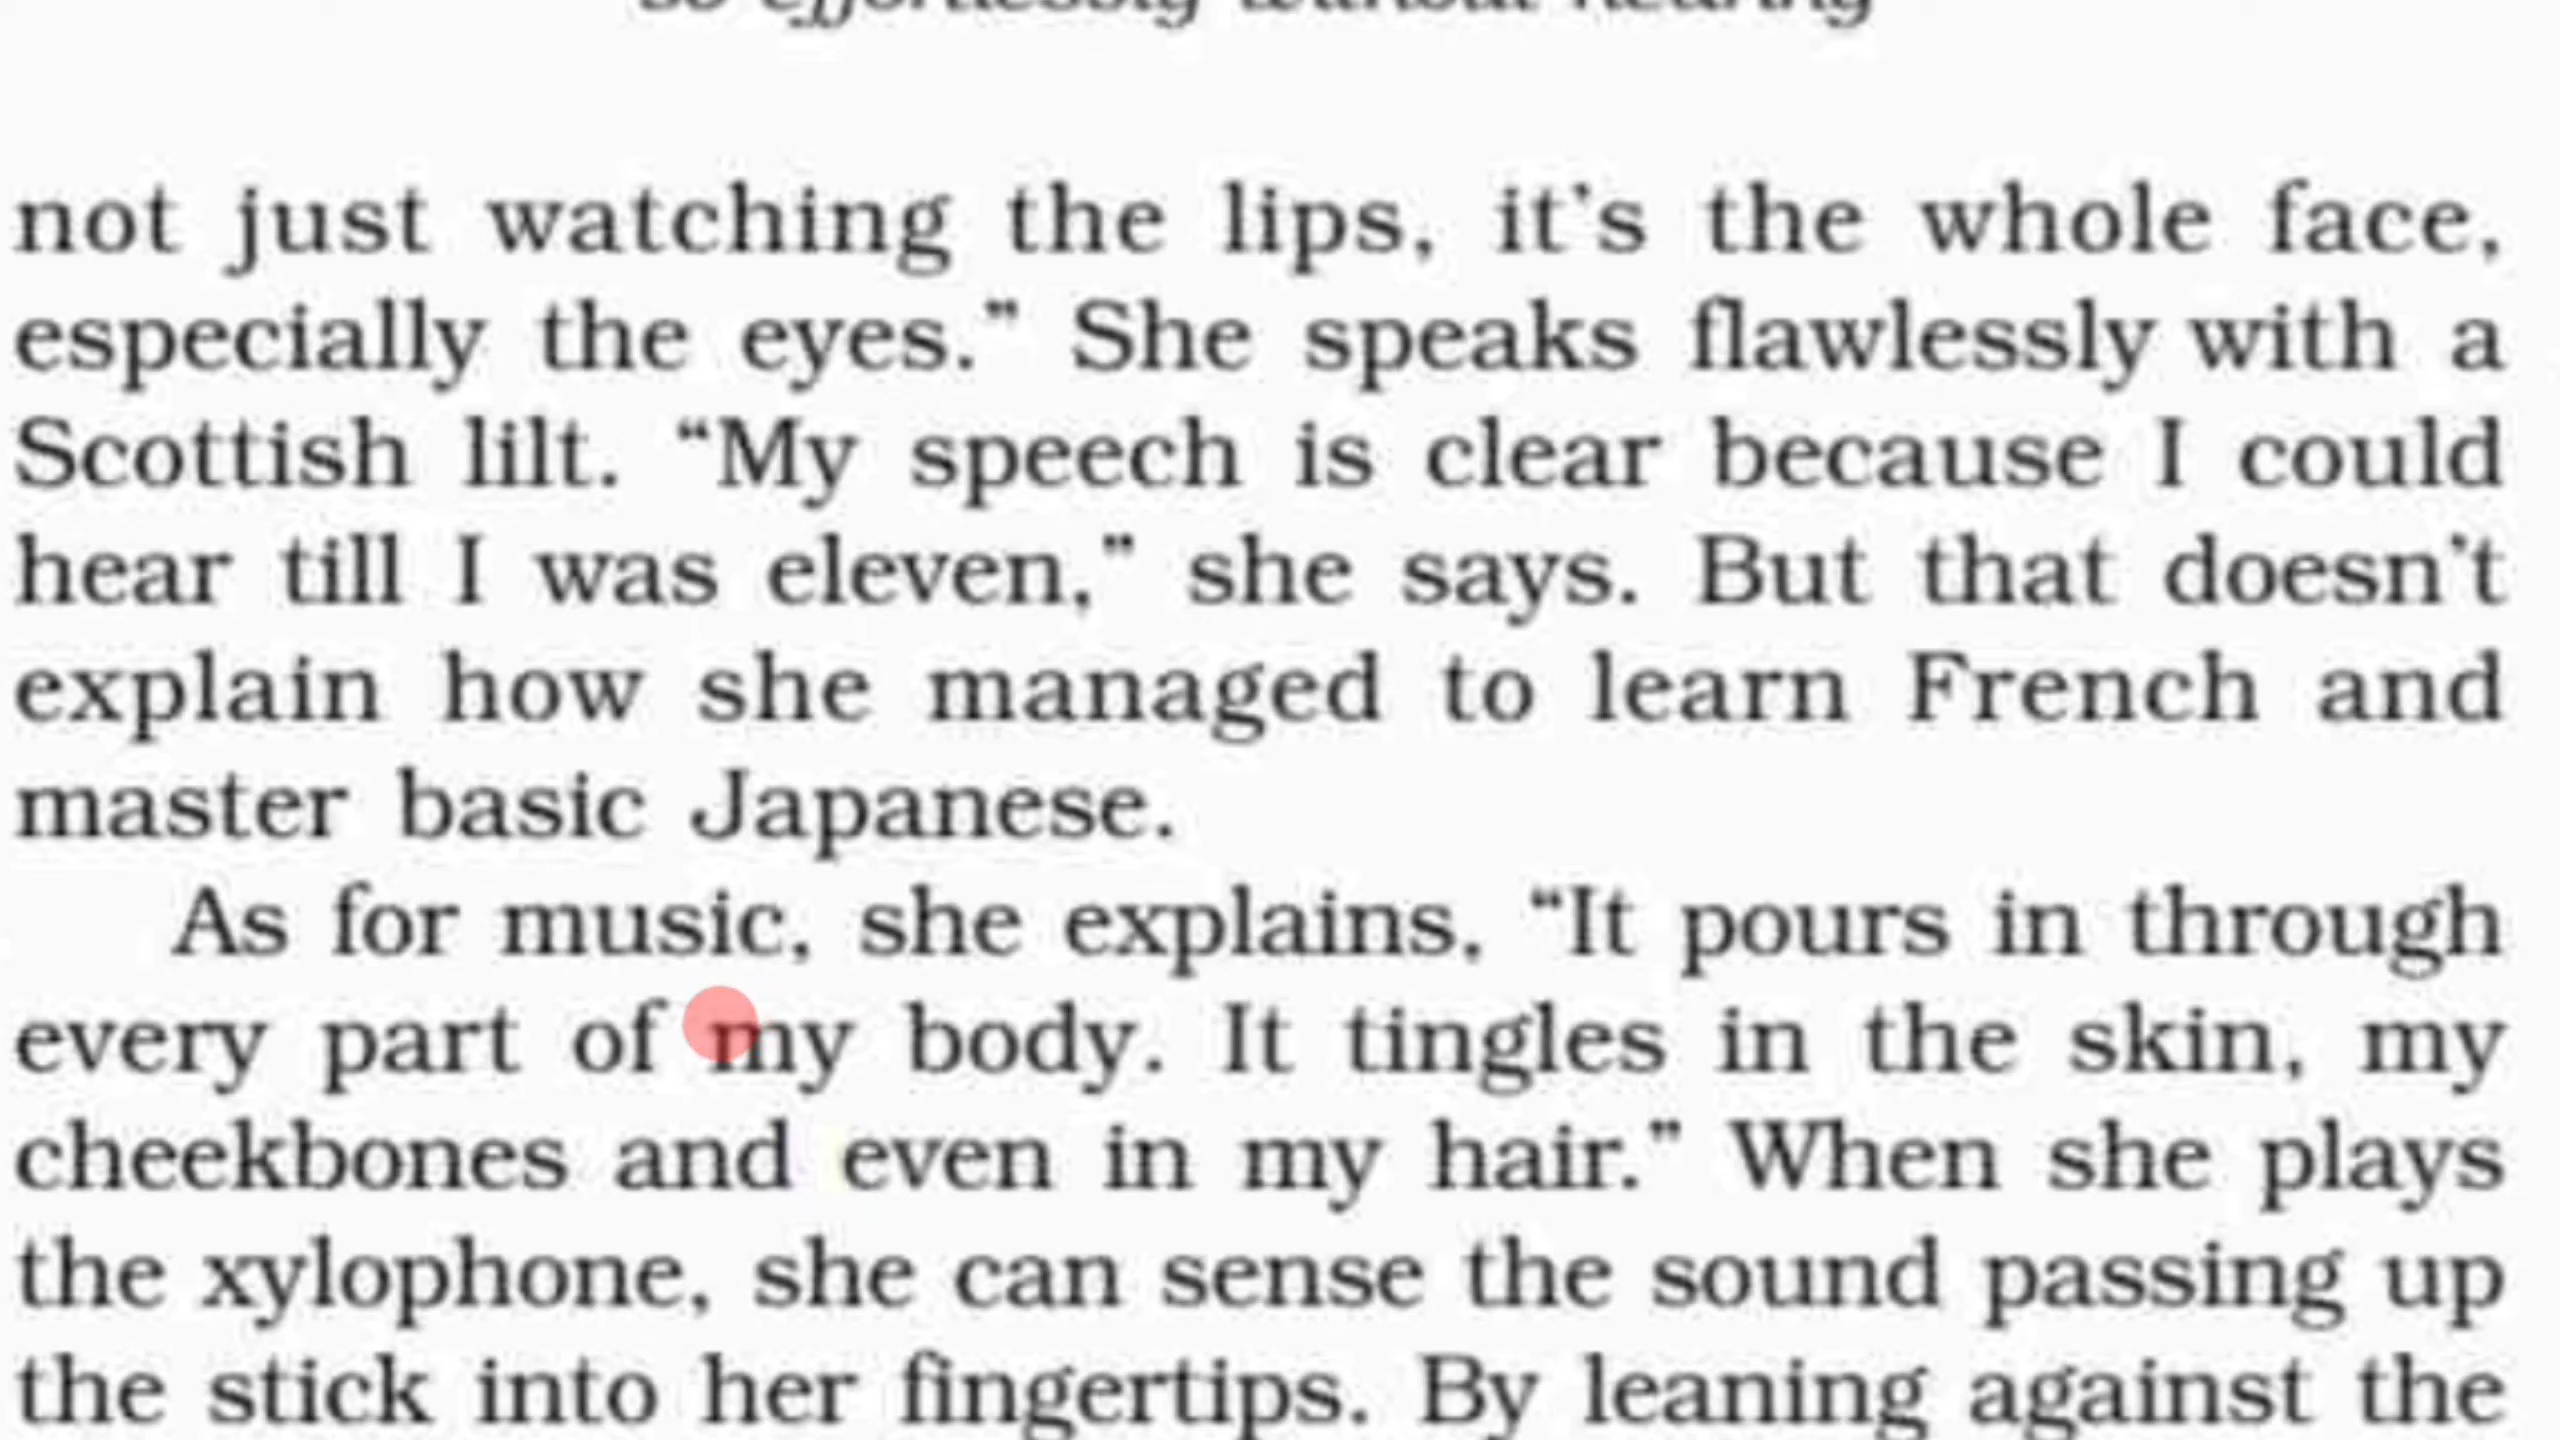 so effortlessly without hearing
not just watching the lips, it's the whole face,
especially the eyes.” She speaks flawlessly with a
Scottish lilt. “My speech is clear because I could
hear till I was eleven,” she says. But that doesn't
explain how she managed to learn French and
master basic Japanese.
As for music, she explains, “It pours in through
every part of my body. It tingles in the skin, my
cheekbones and even in my hair.” When she plays
the xylophone, she can sense the sound passing up
the stick into her fingertips. By leaning against the